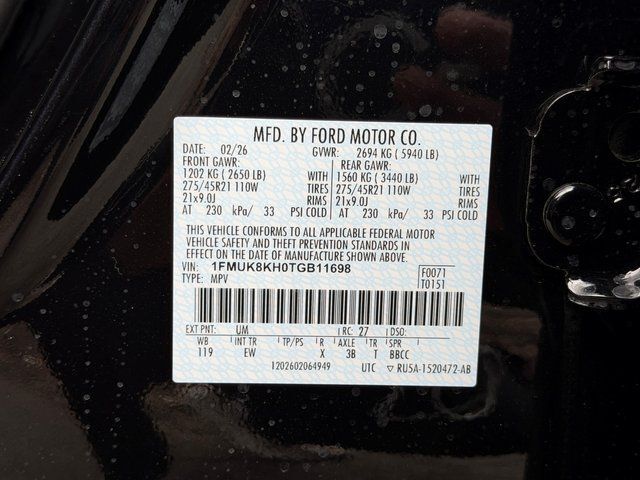 MFD. BY FORD MOTOR CO.
DATE: 02/26 GVWR: 2694 KG ( 5940 LB)
FRONT GAWR: REAR GAWR:
1202 KG ( 2650 LB) WITH 1560 KG ( 3440 LB) WITH
275/45R21 110W TIRES 275/45R21 110W TIRES
21x9.0J RIMS 21x9.0J RIMS
AT 230 kPa/ 33 PSI COLD AT 230 kPa/ 33 PSI COLD
THIS VEHICLE CONFORMS TO ALL APPLICABLE FEDERAL MOTOR
VEHICLE SAFETY AND THEFT PREVENTION STANDARDS IN
EFFECT ON THE DATE OF MANUFACTURE SHOWN ABOVE.
VIN: 1FMUK8KH0TGB11698 F0071
TYPE: MPV T0151
EXT PNT: UM RC: 27 DSO:
WB INT TR TP/PS R AXLE TR SPR
119 EW X 3B T BBCC
1202602064949 UTC ▽ RU5A-1520472-AB